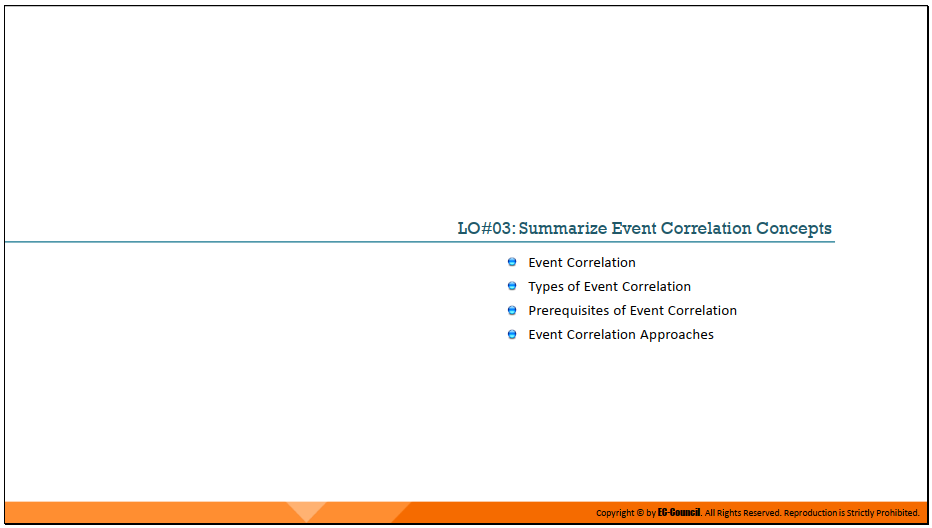 LO#03: Summarize Event Correlation Concepts
Event Correlation
Types of Event Correlation
Prerequisites of Event Correlation
Event Correlation Approaches
Copyright © by EC-Council. All Rights Reserved. Reproduction is Strictly Prohibited.